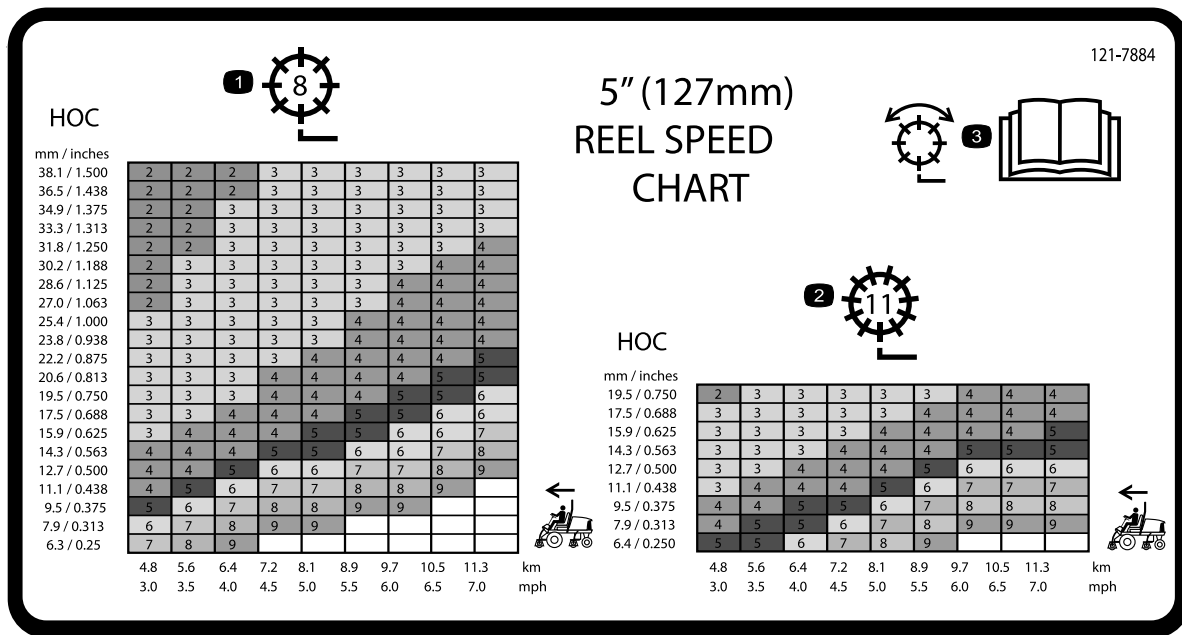 121-7884
5” (127mm)
REEL SPEED
CHART
1
8
3
HOC
mm / inches
38.1 / 1.500 2 2 2 3 3 3 3 3 3
36.5 / 1.438 2 2 2 3 3 3 3 3 3
34.9 / 1.375 2 2 3 3 3 3 3 3 3
33.3 / 1.313 2 2 3 3 3 3 3 3 3
31.8 / 1.250 2 2 3 3 3 3 3 3 4
30.2 / 1.188 2 3 3 3 3 3 3 4 4
28.6 / 1.125 2 3 3 3 3 3 4 4 4
27.0 / 1.063 2 3 3 3 3 3 4 4 4
25.4 / 1.000 3 3 3 3 3 4 4 4 4
23.8 / 0.938 3 3 3 3 3 4 4 4 4
22.2 / 0.875 3 3 3 3 4 4 4 4 5
20.6 / 0.813 3 3 3 4 4 4 4 5 5
19.5 / 0.750 3 3 3 4 4 4 5 5 6
17.5 / 0.688 3 3 4 4 4 5 5 6 6
15.9 / 0.625 3 4 4 4 5 5 6 6 7
14.3 / 0.563 4 4 4 5 5 6 6 7 8
12.7 / 0.500 4 4 5 6 6 7 7 8 9
11.1 / 0.438 4 5 6 7 7 8 8 9
9.5 / 0.375 5 6 7 8 8 9 9
7.9 / 0.313 6 7 8 9 9
6.3 / 0.25 7 8 9
4.8 5.6 6.4 7.2 8.1 8.9 9.7 10.5 11.3 km
3.0 3.5 4.0 4.5 5.0 5.5 6.0 6.5 7.0 mph
2
11
HOC
mm / inches
19.5 / 0.750 2 3 3 3 3 3 4 4 4
17.5 / 0.688 3 3 3 3 3 4 4 4 4
15.9 / 0.625 3 3 3 3 4 4 4 4 5
14.3 / 0.563 3 3 3 4 4 4 5 5 5
12.7 / 0.500 3 3 4 4 4 5 6 6 6
11.1 / 0.438 3 4 4 4 5 6 7 7 7
9.5 / 0.375 4 4 5 5 6 7 8 8 8
7.9 / 0.313 4 5 5 6 7 8 9 9 9
6.4 / 0.250 5 5 6 7 8 9
4.8 5.6 6.4 7.2 8.1 8.9 9.7 10.5 11.3 km
3.0 3.5 4.0 4.5 5.0 5.5 6.0 6.5 7.0 mph